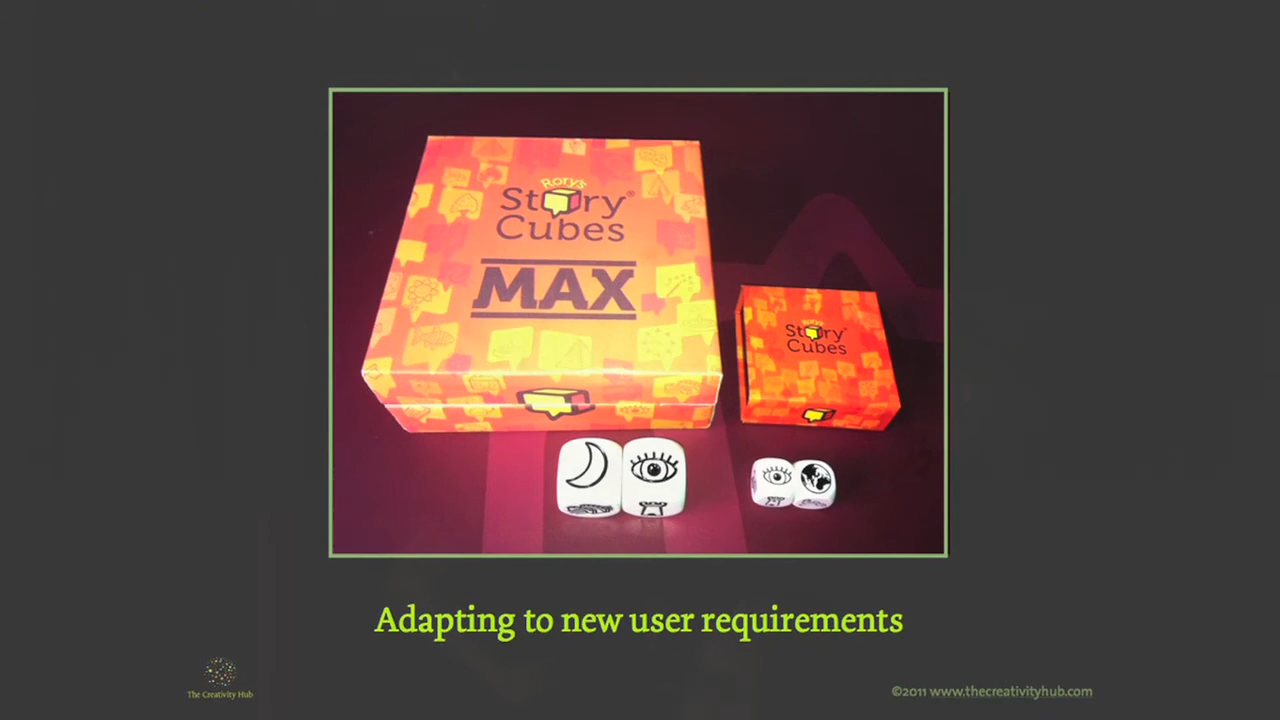 Rory's
Story®
Cubes
MAX
Rory's
Story®
Cubes
Adapting to new user requirements
The Creativity Hub
©2011 www.thecreativityhub.com